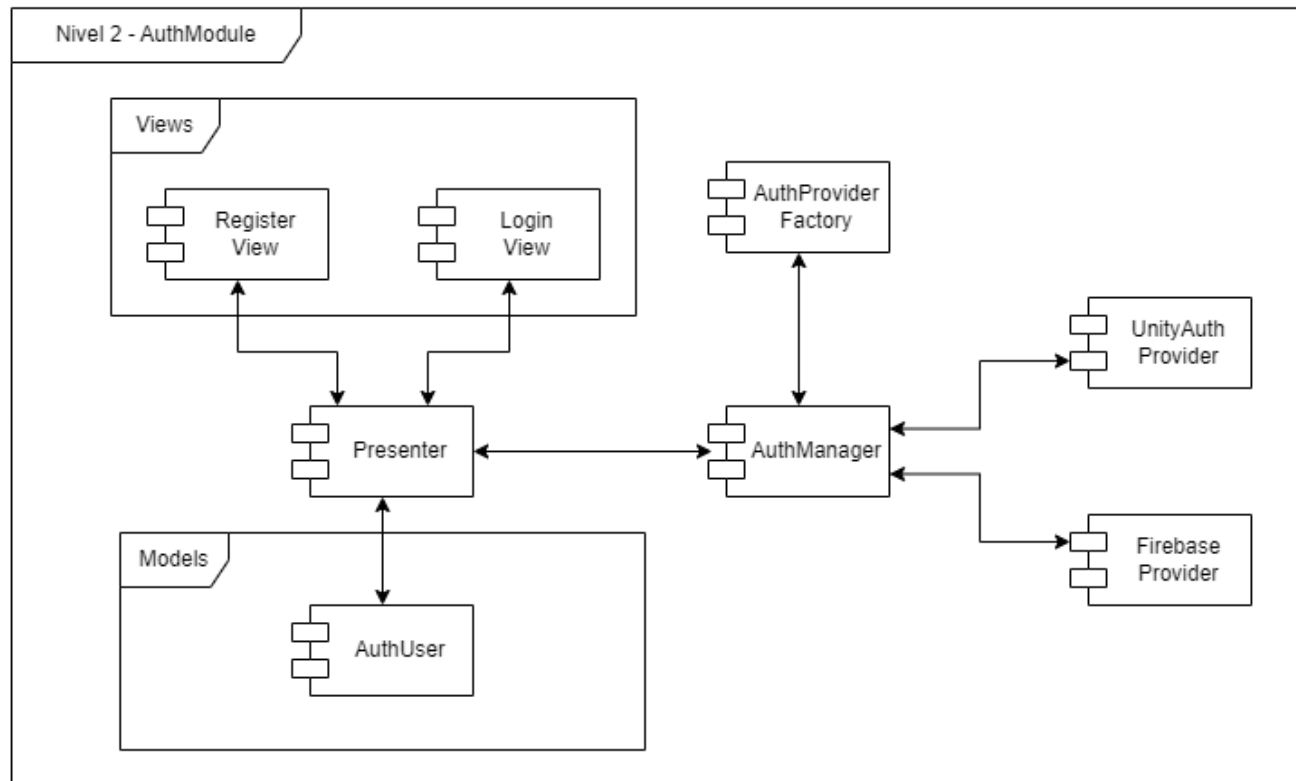 Nivel 2 - AuthModule
Views
Register
View
Login
View
AuthProvider
Factory
UnityAuth
Provider
Presenter
AuthManager
Firebase
Provider
Models
AuthUser